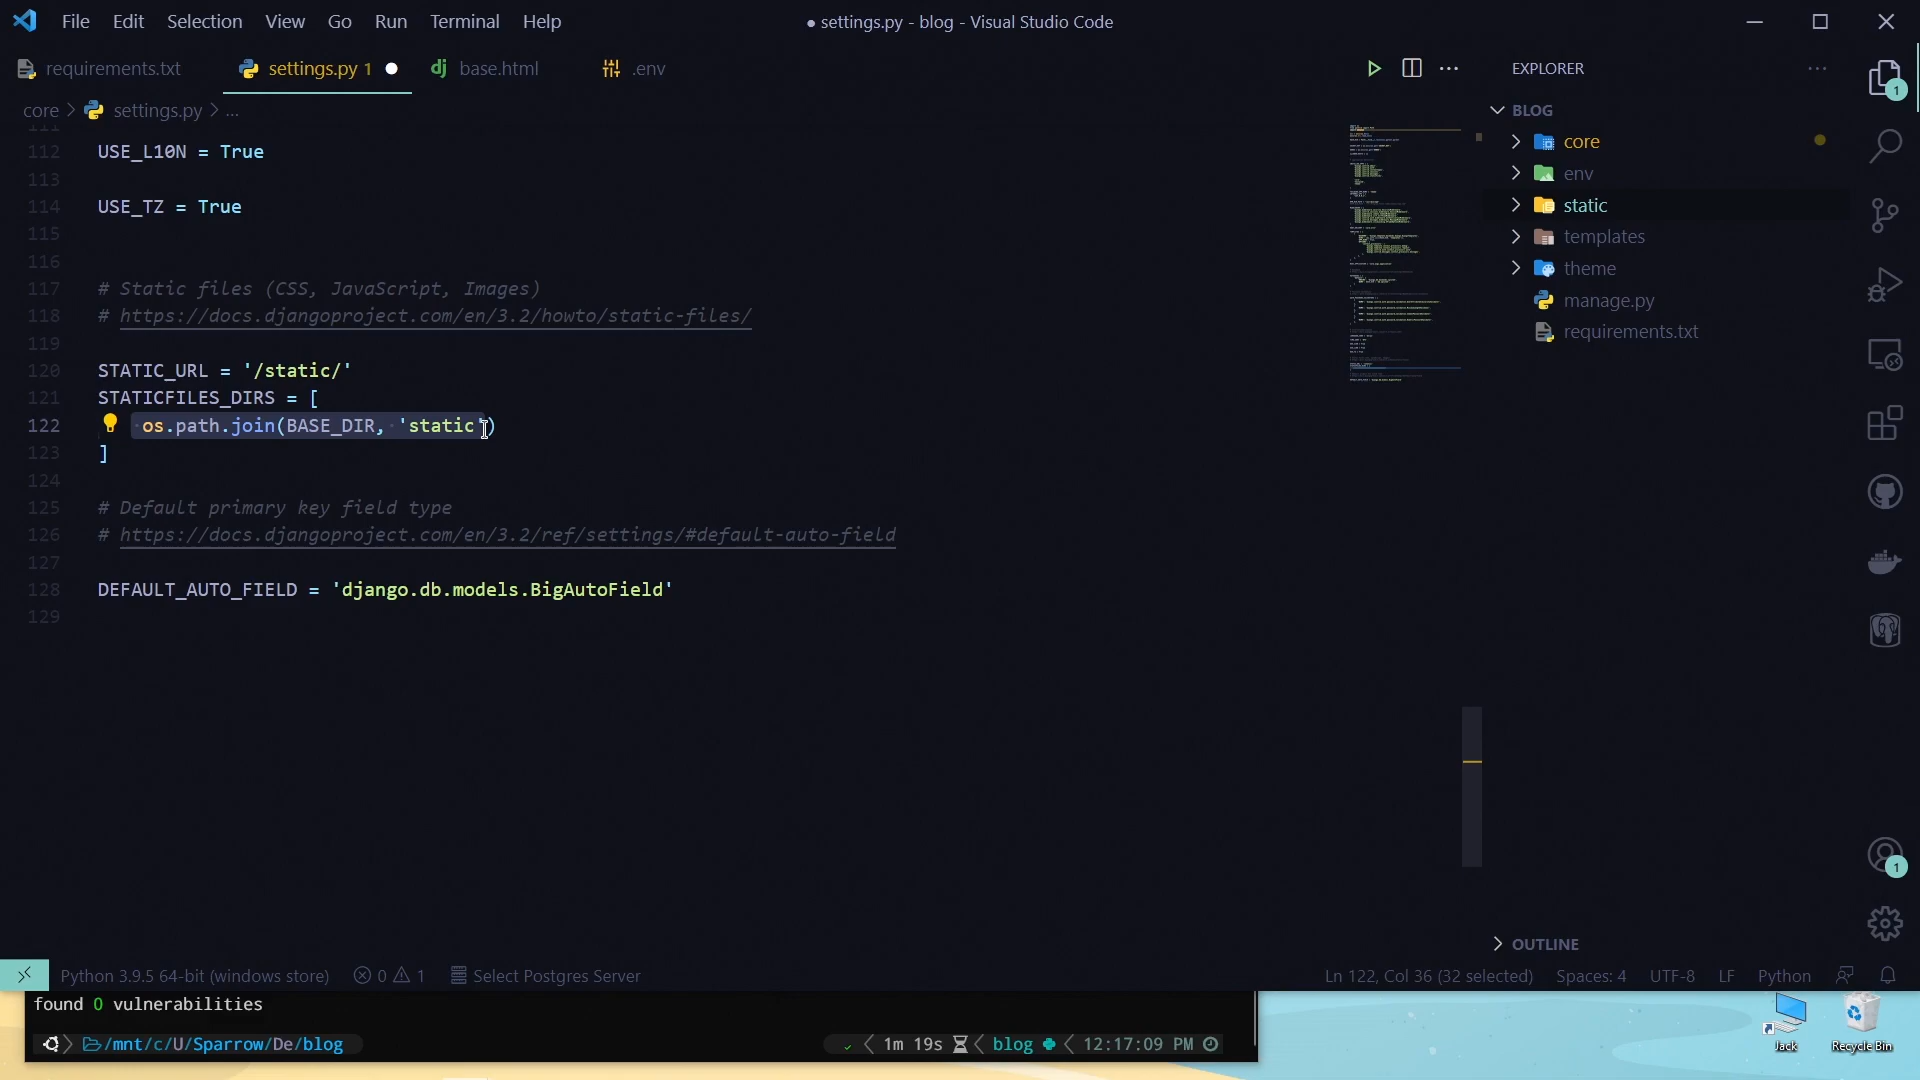 File Edit Selection View Go Run Terminal Help
● settings.py - blog - Visual Studio Code
requirements.txt
settings.py 1
base.html
.env
EXPLORER
core > settings.py > ...
BLOG
core
env
static
templates
theme
manage.py
requirements.txt
111
112 USE_L10N = True
113
114 USE_TZ = True
115
116
117 # Static files (CSS, JavaScript, Images)
118 # https://docs.djangoproject.com/en/3.2/howto/static-files/
119
120 STATIC_URL = '/static/'
121 STATICFILES_DIRS = [
122 os.path.join(BASE_DIR, 'static')
123 ]
124
125 # Default primary key field type
126 # https://docs.djangoproject.com/en/3.2/ref/settings/#default-auto-field
127
128 DEFAULT_AUTO_FIELD = 'django.db.models.BigAutoField'
129
1
1
OUTLINE
Python 3.9.5 64-bit (windows store) 0 1 Select Postgres Server
Ln 122, Col 36 (32 selected) Spaces: 4 UTF-8 LF Python
found 0 vulnerabilities
/mnt/c/U/Sparrow/De/blog
1m 19s blog 12:17:09 PM
Jack
Recycle Bin